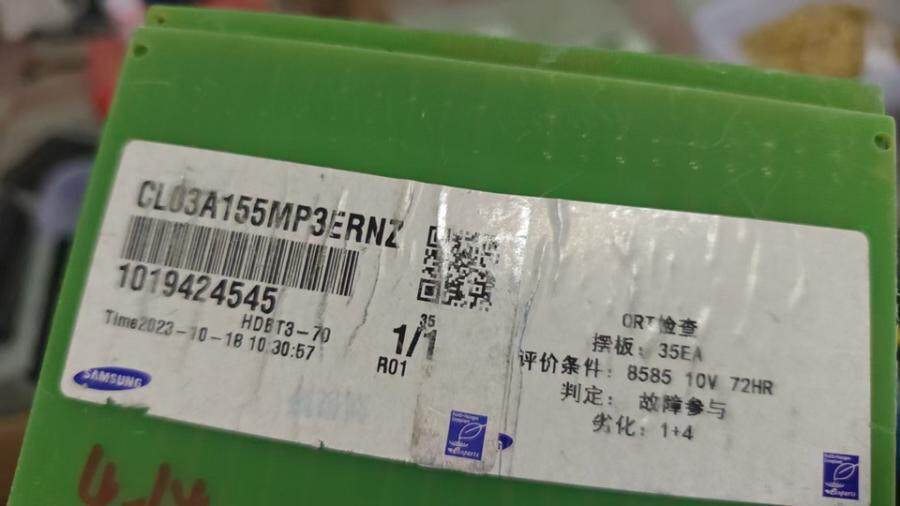 CL03A155MP3ERNZ
1019424545
HDBT3-70
Time2023-10-18 10:30:57
35
1/1
R01
SAMSUNG
ORT检查
摆板: 35EA
评价条件: 8585 10V 72HR
判定: 故障参与
劣化: 1+4